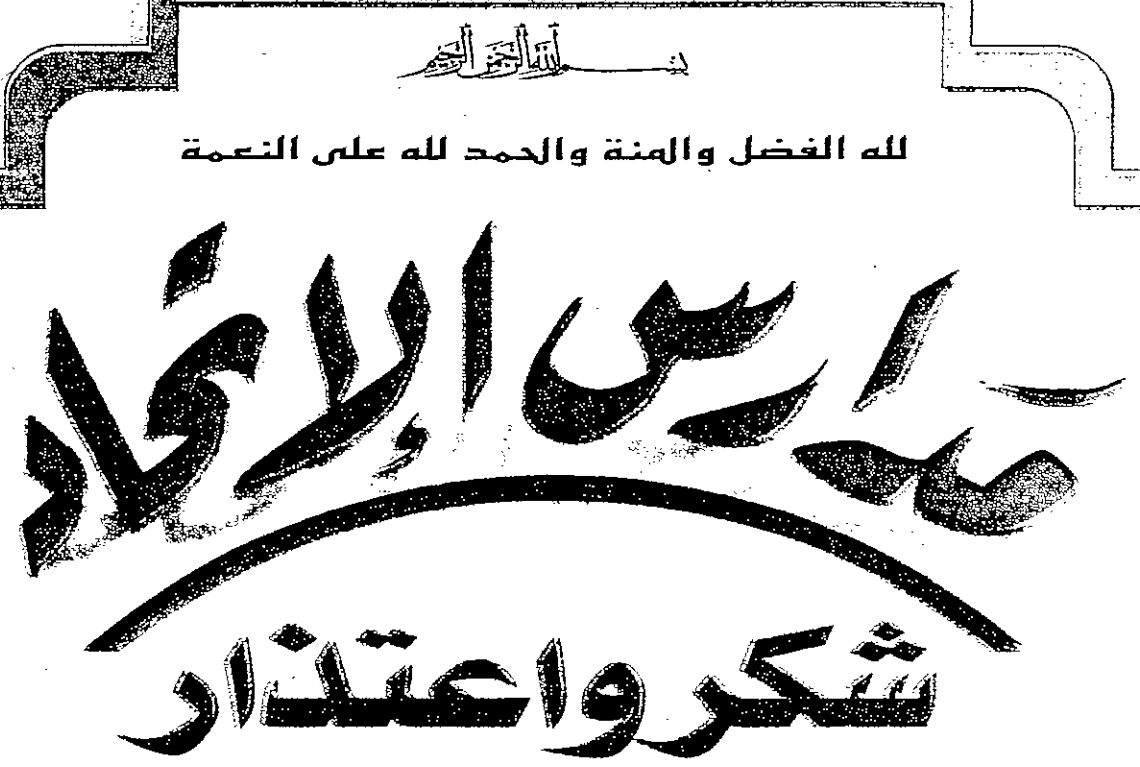 بسم الله الرحمن الرحيم
لله الفضل والمنة والحمد لله على النعمة
مدارس الإتحاد
شكر واعتذار